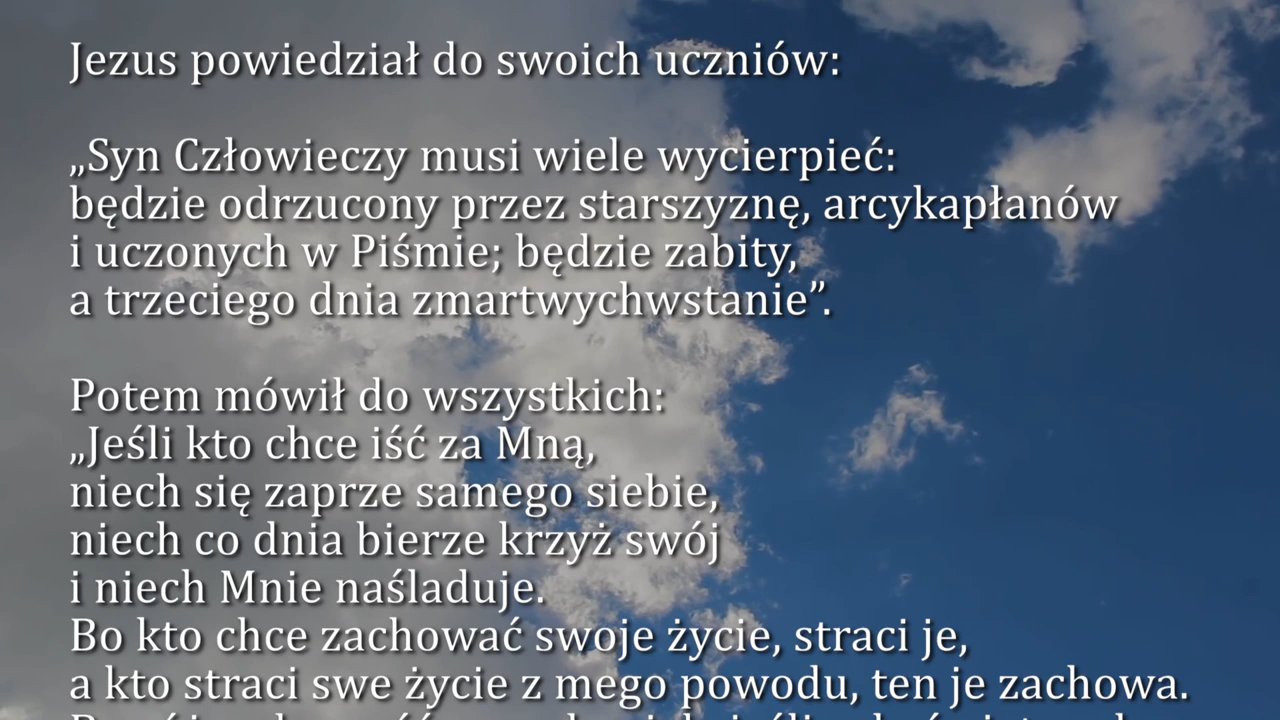 Jezus powiedział do swoich uczniów:
„Syn Człowieczy musi wiele wycierpieć:
będzie odrzucony przez starszyznę, arcykapłanów
i uczonych w Piśmie; będzie zabity,
a trzeciego dnia zmartwychwstanie”.
Potem mówił do wszystkich:
„Jeśli kto chce iść za Mną,
niech się zaprze samego siebie,
niech co dnia bierze krzyż swój
i niech Mnie naśladuje.
Bo kto chce zachować swoje życie, straci je,
a kto straci swe życie z mego powodu, ten je zachowa.